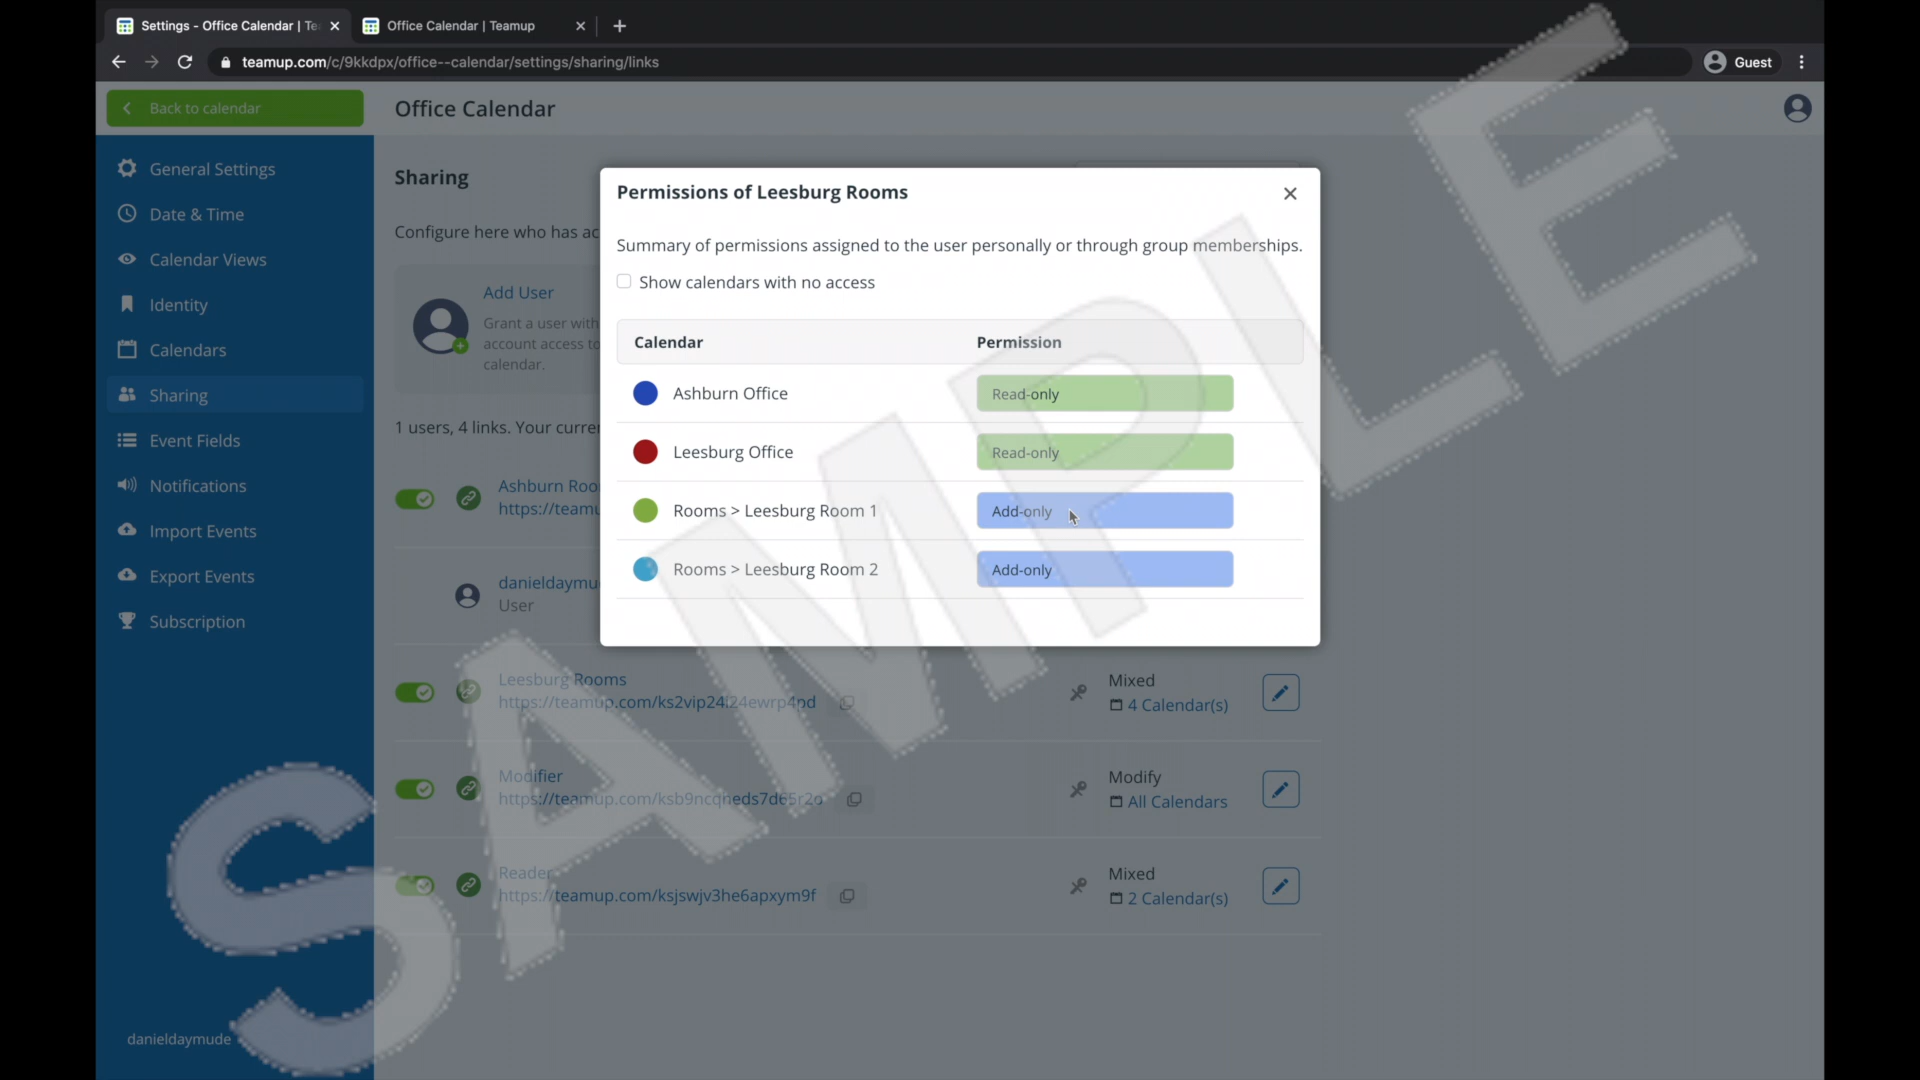 Settings - Office Calendar | Te
Office Calendar | Teamup
teamup.com/c/9kkdpx/office--calendar/settings/sharing/links
Guest
Back to calendar
Office Calendar
General Settings
Date & Time
Calendar Views
Identity
Calendars
Sharing
Event Fields
Notifications
Import Events
Export Events
Subscription
danieldaymude
Sharing
Configure here who has ac
Add User
Grant a user with
account access to
calendar.
1 users, 4 links. Your curren
Permissions of Leesburg Rooms
Summary of permissions assigned to the user personally or through group memberships.
Show calendars with no access
Calendar Permission
Ashburn Office Read-only
Leesburg Office Read-only
Rooms > Leesburg Room 1 Add-only
Rooms > Leesburg Room 2 Add-only
Ashburn Roo
https://teamu
danieldaymu
User
Leesburg Rooms
https://teamup.com/ks2vip24f24ewrp4pd
Mixed
4 Calendar(s)
Modifier
https://teamup.com/ksb9ncqheds7d65r2o
Modify
All Calendars
Reader
https://teamup.com/ksjswjv3he6apxym9f
Mixed
2 Calendar(s)
SAMPLE